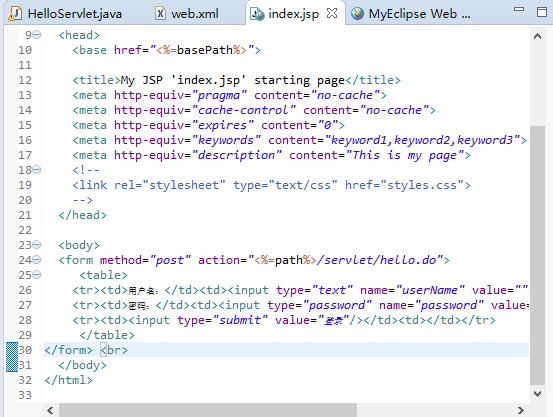 HelloServlet.java web.xml index.jsp MyEclipse Web ...
9 <head>
10 <base href="<%=basePath%>">
11
12 <title>My JSP 'index.jsp' starting page</title>
13 <meta http-equiv="pragma" content="no-cache">
14 <meta http-equiv="cache-control" content="no-cache">
15 <meta http-equiv="expires" content="0">
16 <meta http-equiv="keywords" content="keyword1,keyword2,keyword3">
17 <meta http-equiv="description" content="This is my page">
18 <!--
19 <link rel="stylesheet" type="text/css" href="styles.css">
20 -->
21 </head>
22
23 <body>
24 <form method="post" action="<%=path%>/servlet/hello.do">
25 <table>
26 <tr><td>用户名：</td><td><input type="text" name="userName" value=""
27 <tr><td>密码：</td><td><input type="password" name="password" value=
28 <tr><td><input type="submit" value="登录"/></td><td></td></tr>
29 </table>
30 </form> <br>
31 </body>
32 </html>
33